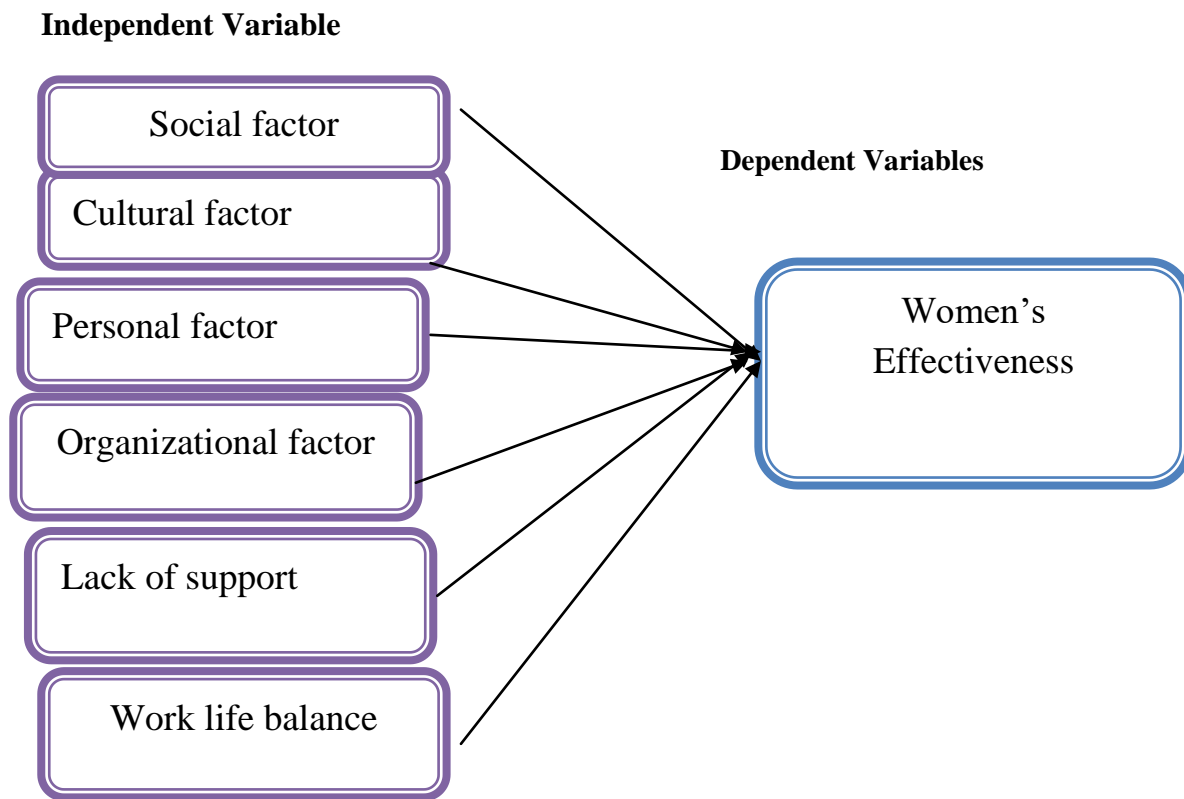 Independent Variable
Social factor
Cultural factor
Personal factor
Organizational factor
Lack of support
Work life balance
Dependent Variables
Women’s
Effectiveness